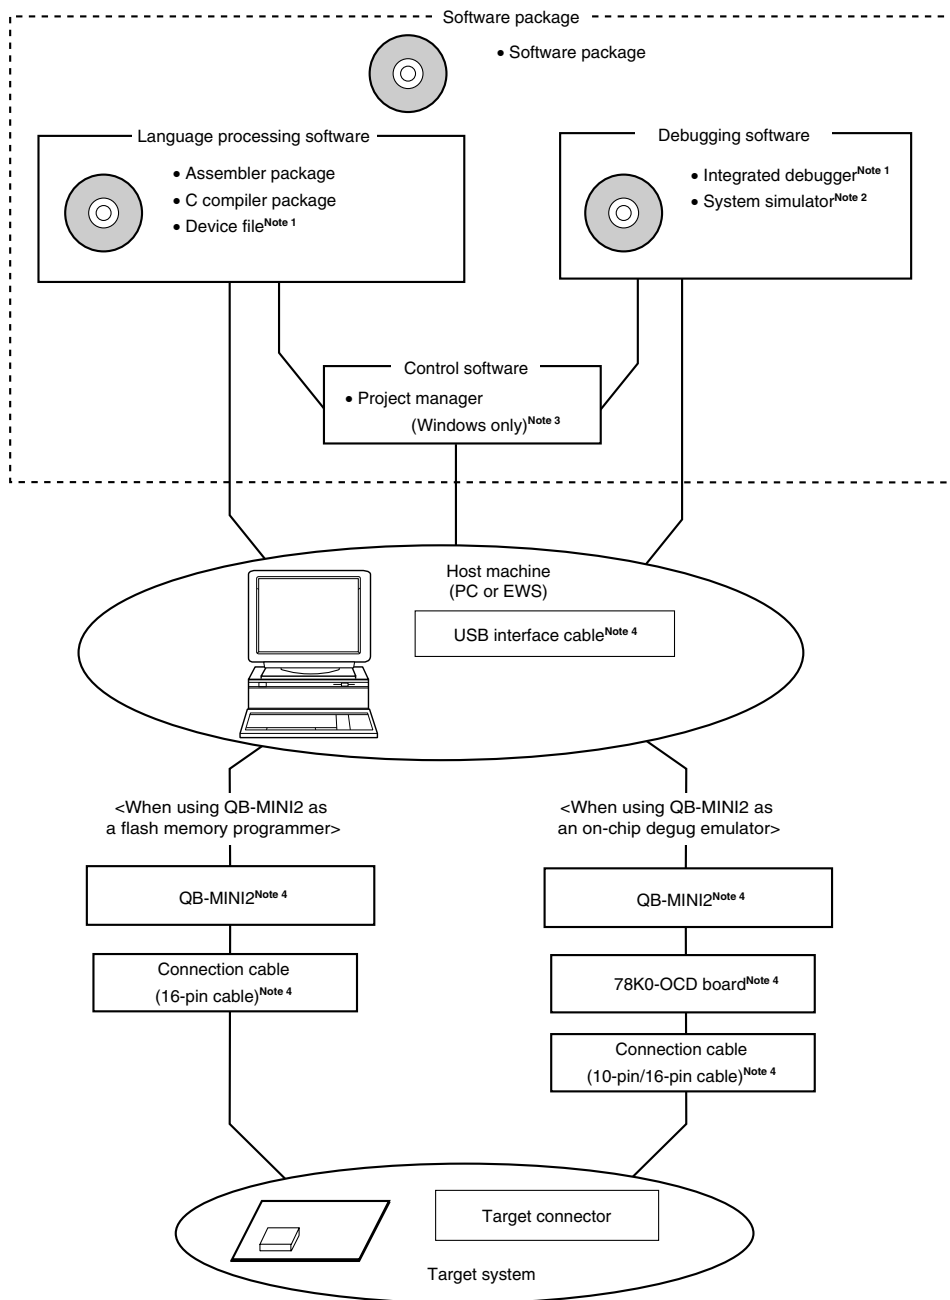 Software package
• Software package
Language processing software
• Assembler package
• C compiler package
• Device fileNote 1
Debugging software
• Integrated debuggerNote 1
• System simulatorNote 2
Control software
• Project manager
(Windows only)Note 3
Host machine
(PC or EWS)
USB interface cableNote 4
<When using QB-MINI2 as
a flash memory programmer>
QB-MINI2Note 4
Connection cable
(16-pin cable)Note 4
<When using QB-MINI2 as
an on-chip degug emulator>
QB-MINI2Note 4
78K0-OCD boardNote 4
Connection cable
(10-pin/16-pin cable)Note 4
Target connector
Target system